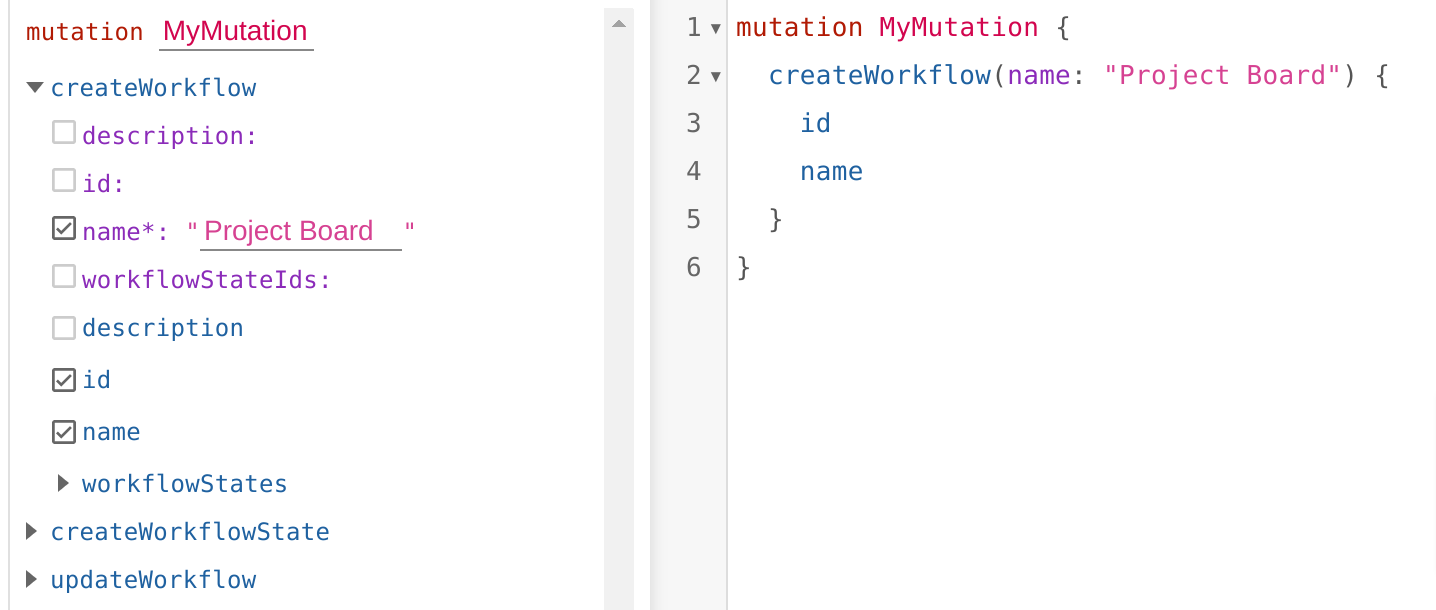 mutation MyMutation
createWorkflow
description:
id:
name*: "Project Board"
workflowStateIds:
description
id
name
workflowStates
createWorkflowState
updateWorkflow
1 mutation MyMutation {
2 createWorkflow(name: "Project Board") {
3 id
4 name
5 }
6 }